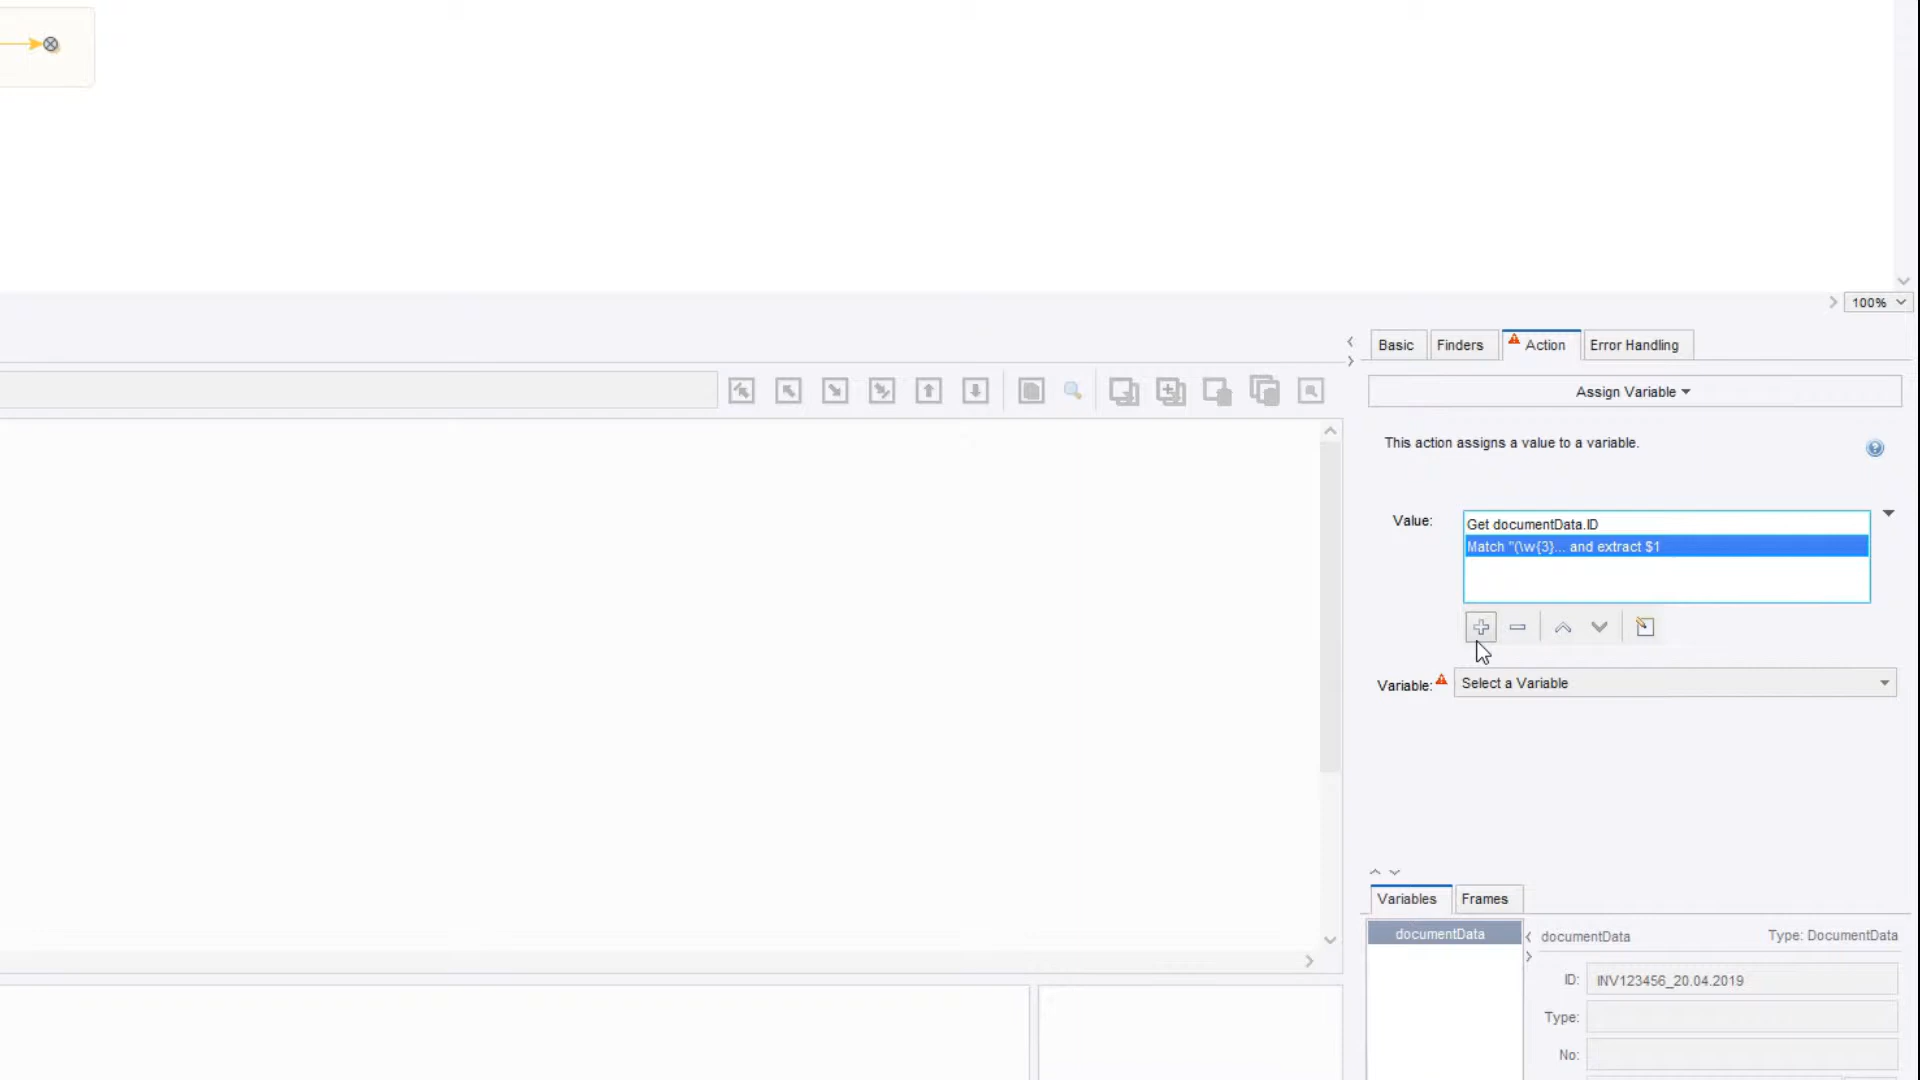 100%
Basic
Finders
Action
Error Handling
Assign Variable
This action assigns a value to a variable.
Value:
Get documentData.ID
Match "(\w{3}... and extract $1
Variable:
Select a Variable
Variables
Frames
documentData
documentData
Type: DocumentData
ID:
INV123456_20.04.2019
Type:
No: